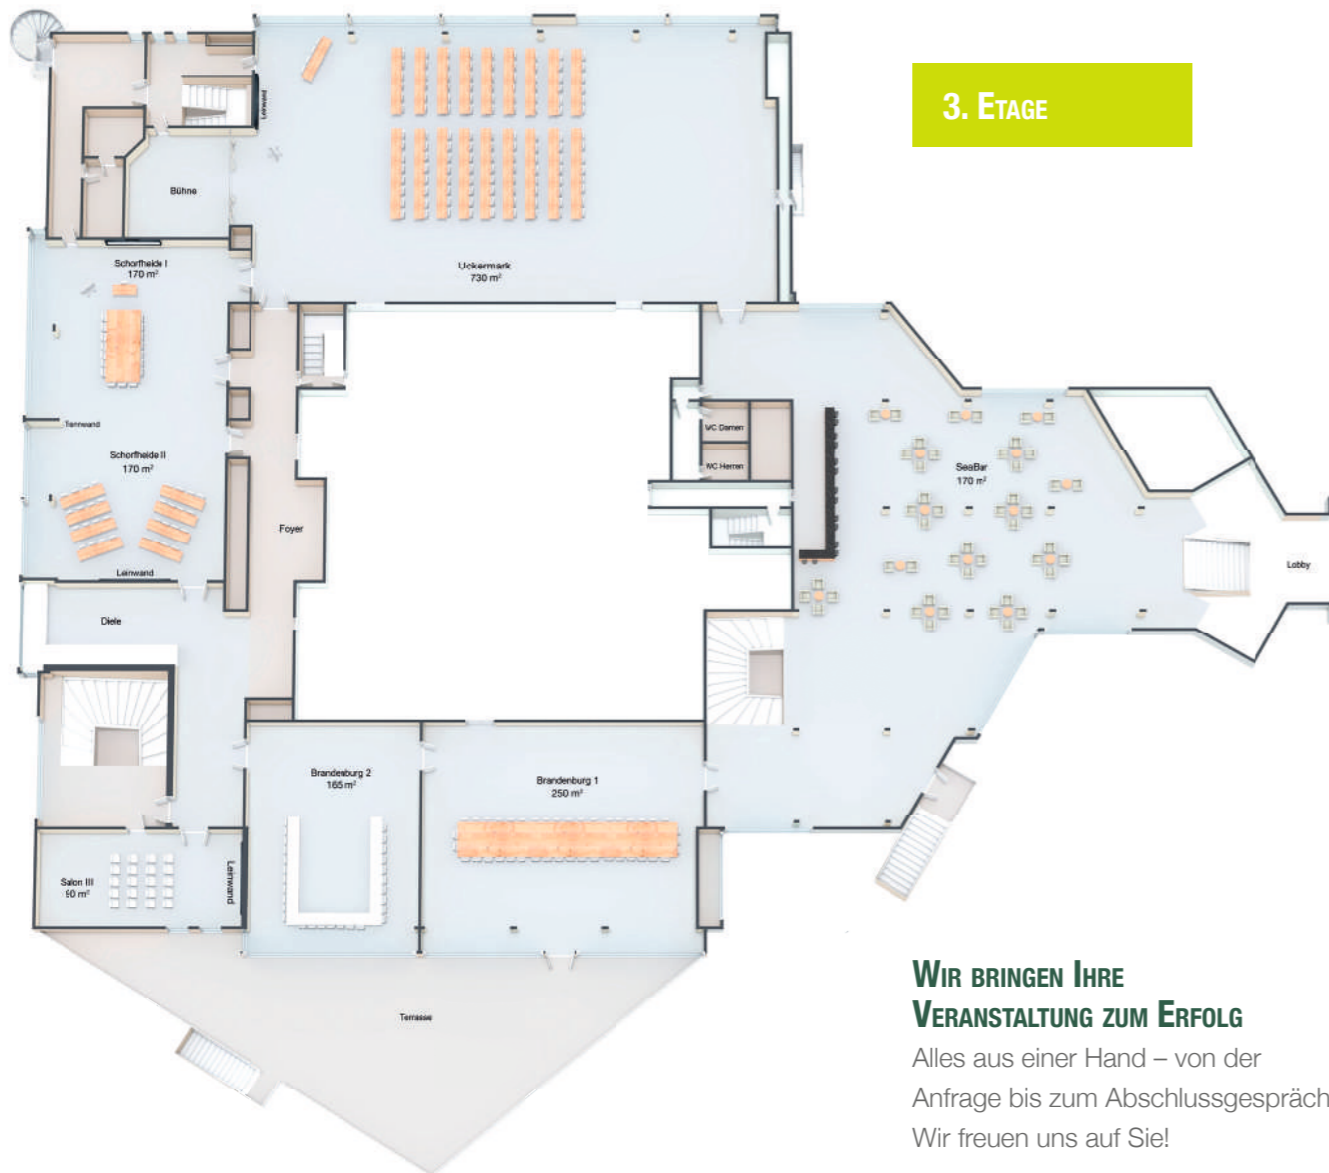 3. Etage
Leinwand
Bühne
Schorfheide I
170 m²
Uckermark
730 m²
Trennwand
Schorfheide II
170 m²
Leinwand
WC Damen
WC Herren
SeaBar
170 m²
Foyer
Lobby
Diele
Brandenburg 2
165 m²
Brandenburg 1
250 m²
Salon III
90 m²
Leinwand
Terrasse
Wir bringen Ihre
Veranstaltung zum Erfolg
Alles aus einer Hand – von der
Anfrage bis zum Abschlussgespräch
Wir freuen uns auf Sie!